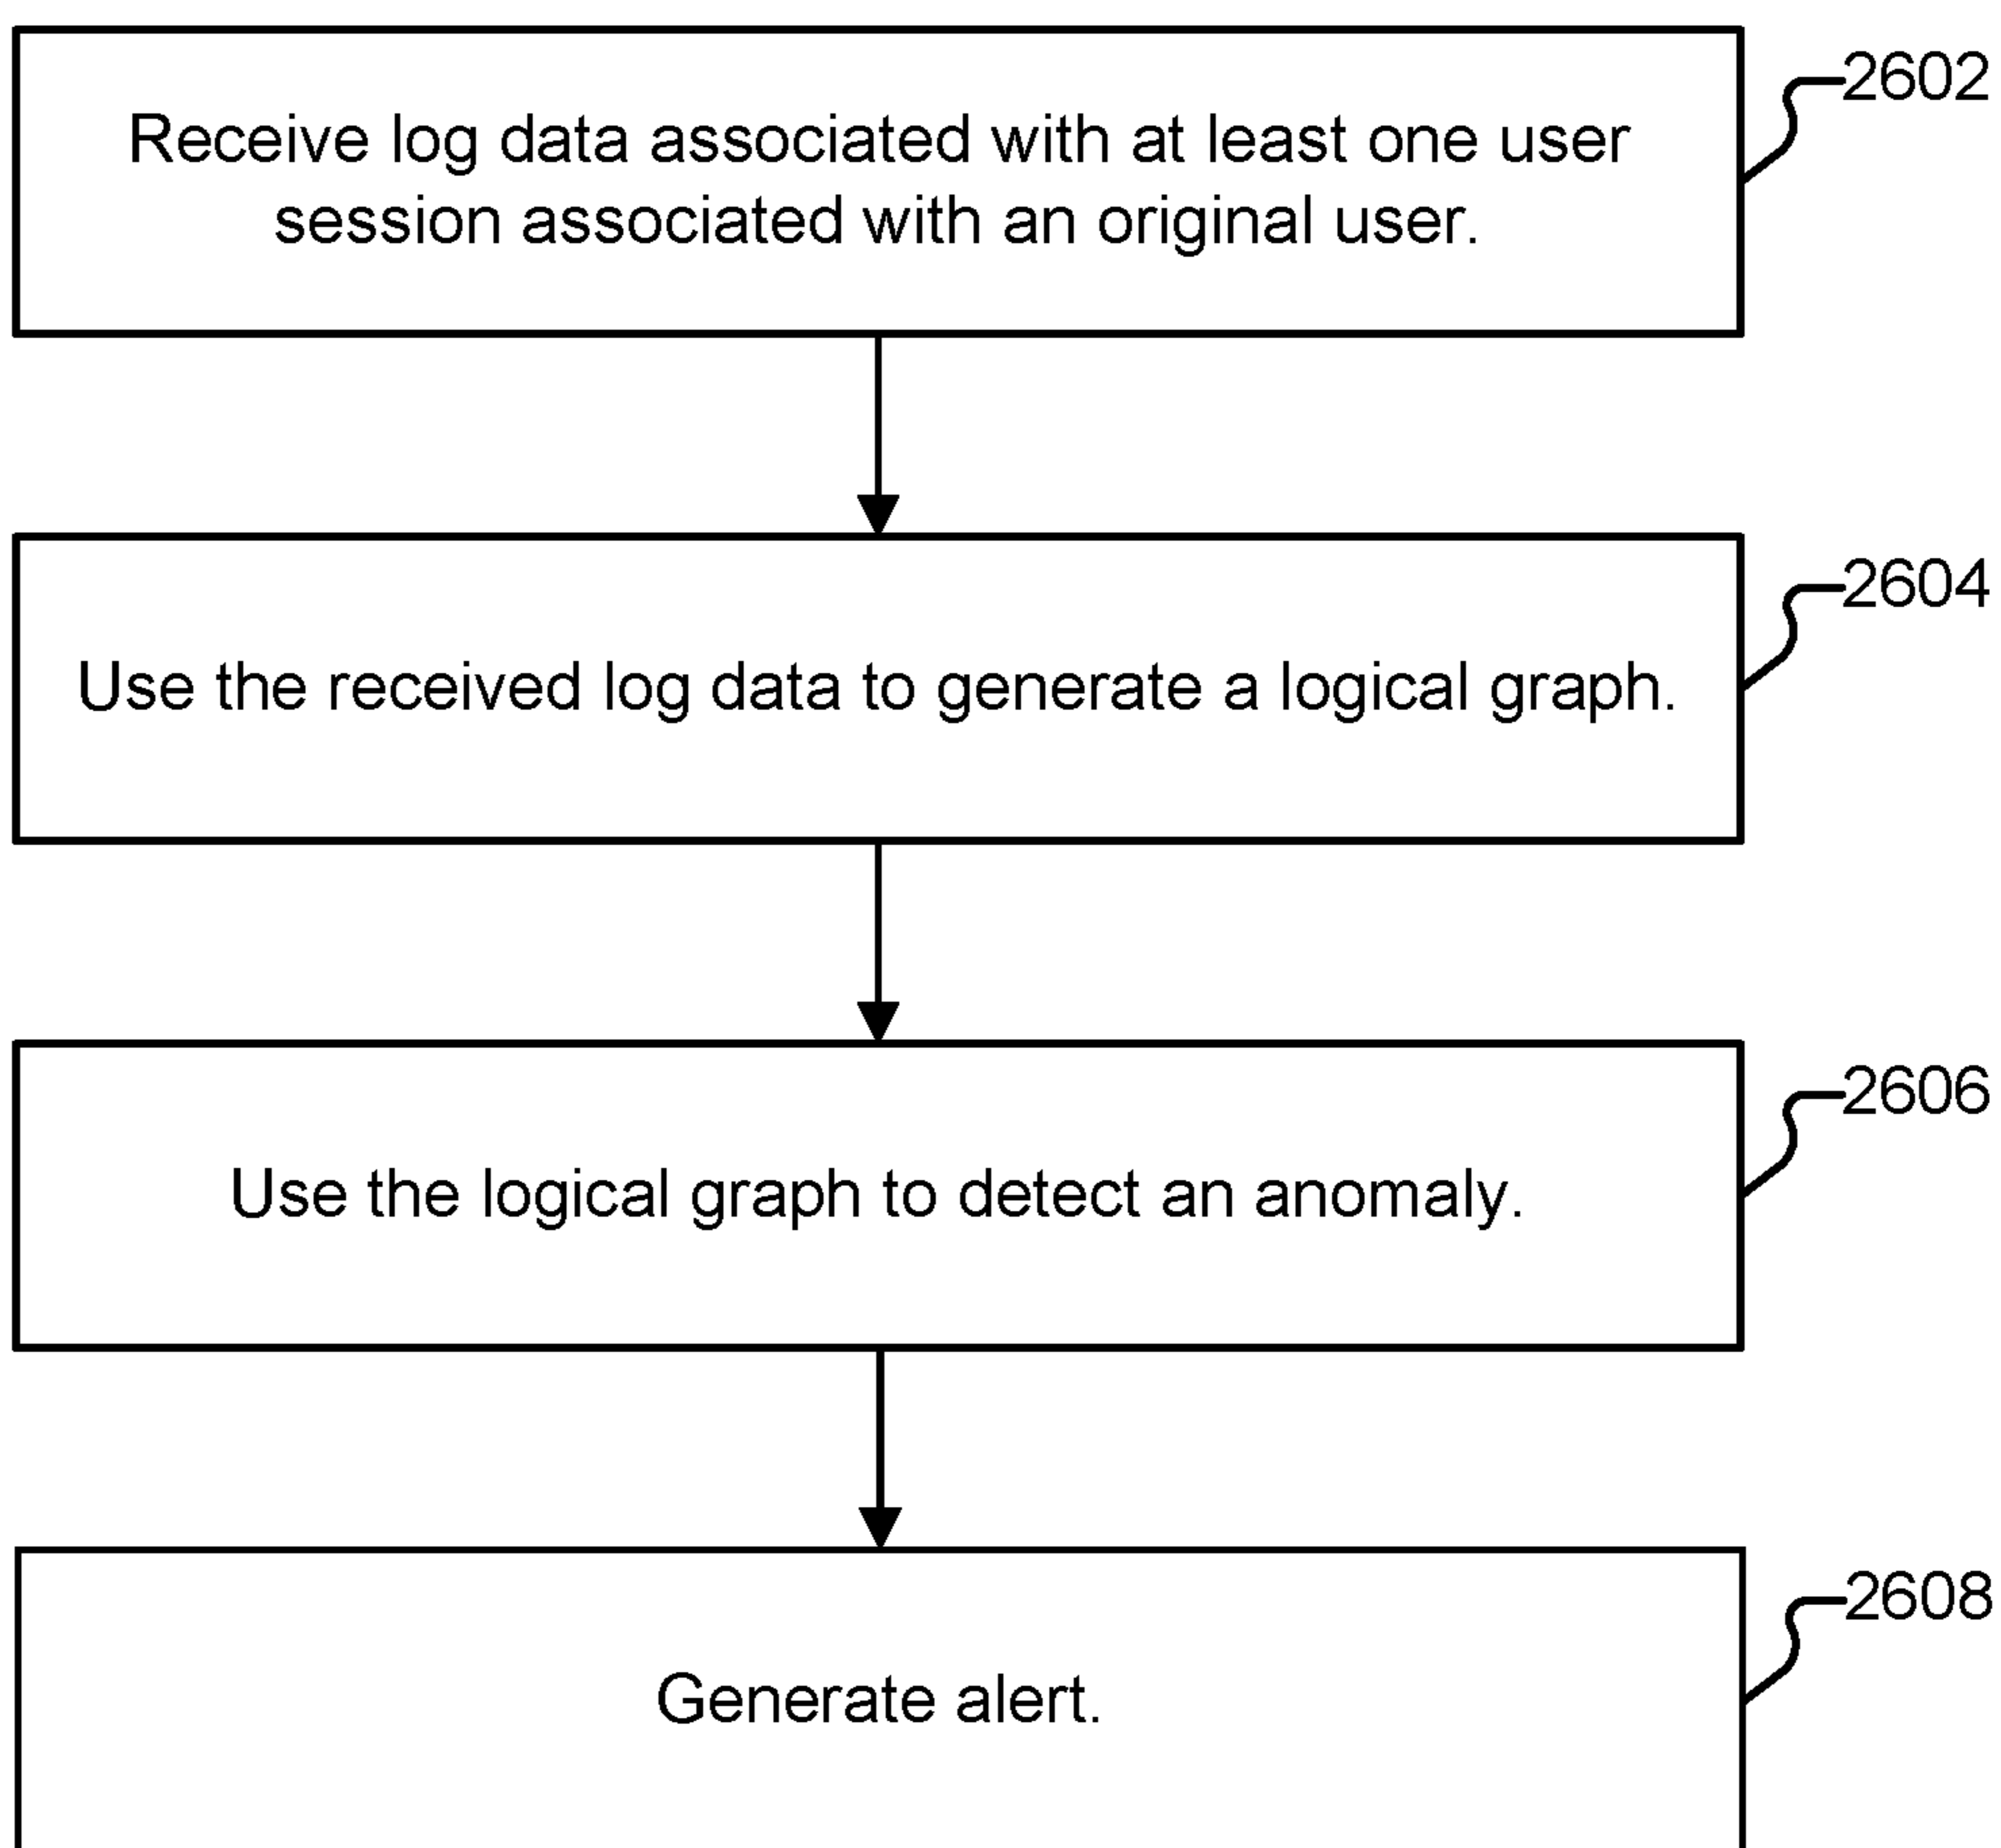 2602
Receive log data associated with at least one user
session associated with an original user.
2604
Use the received log data to generate a logical graph.
2606
Use the logical graph to detect an anomaly.
2608
Generate alert.